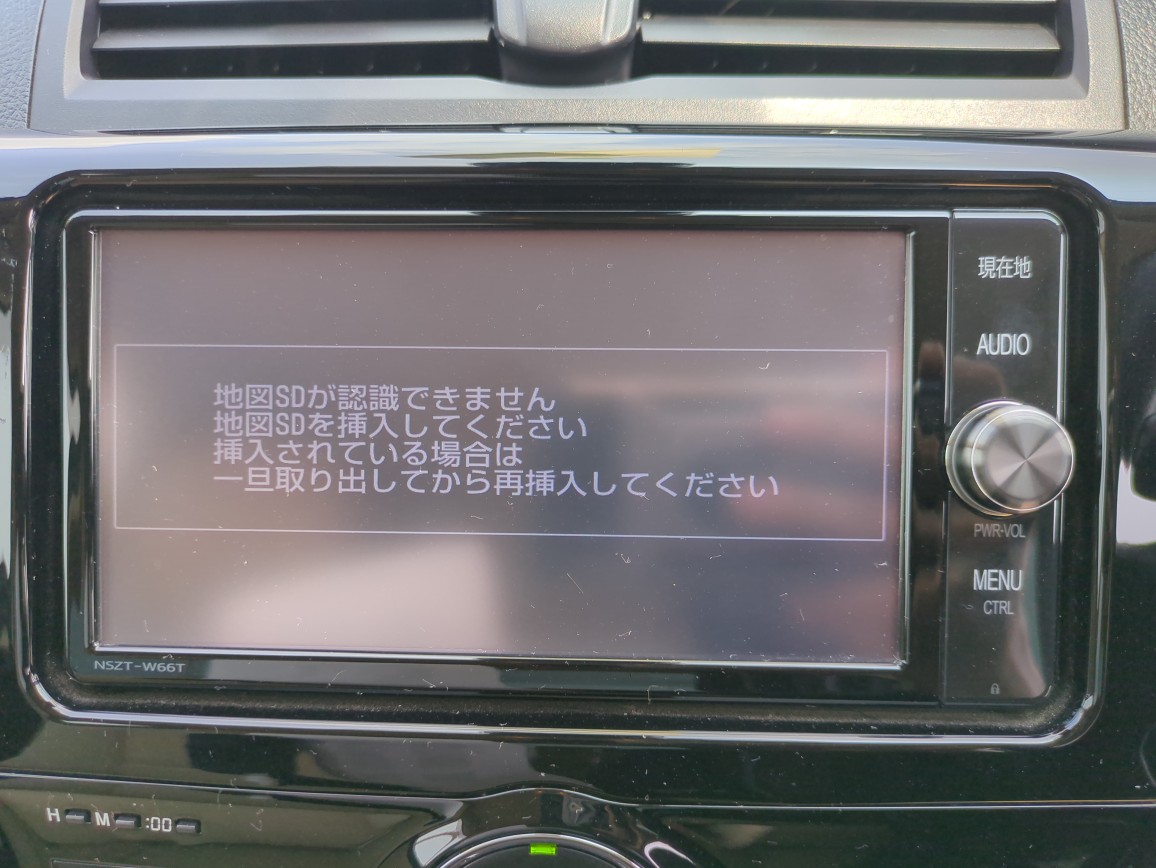 現在地
AUDIO
地図SDが認識できません
地図SDを挿入してください
挿入されている場合は
一旦取り出してから再挿入してください
PWR·VOL
MENU
CTRL
NSZT-W66T
H M :00